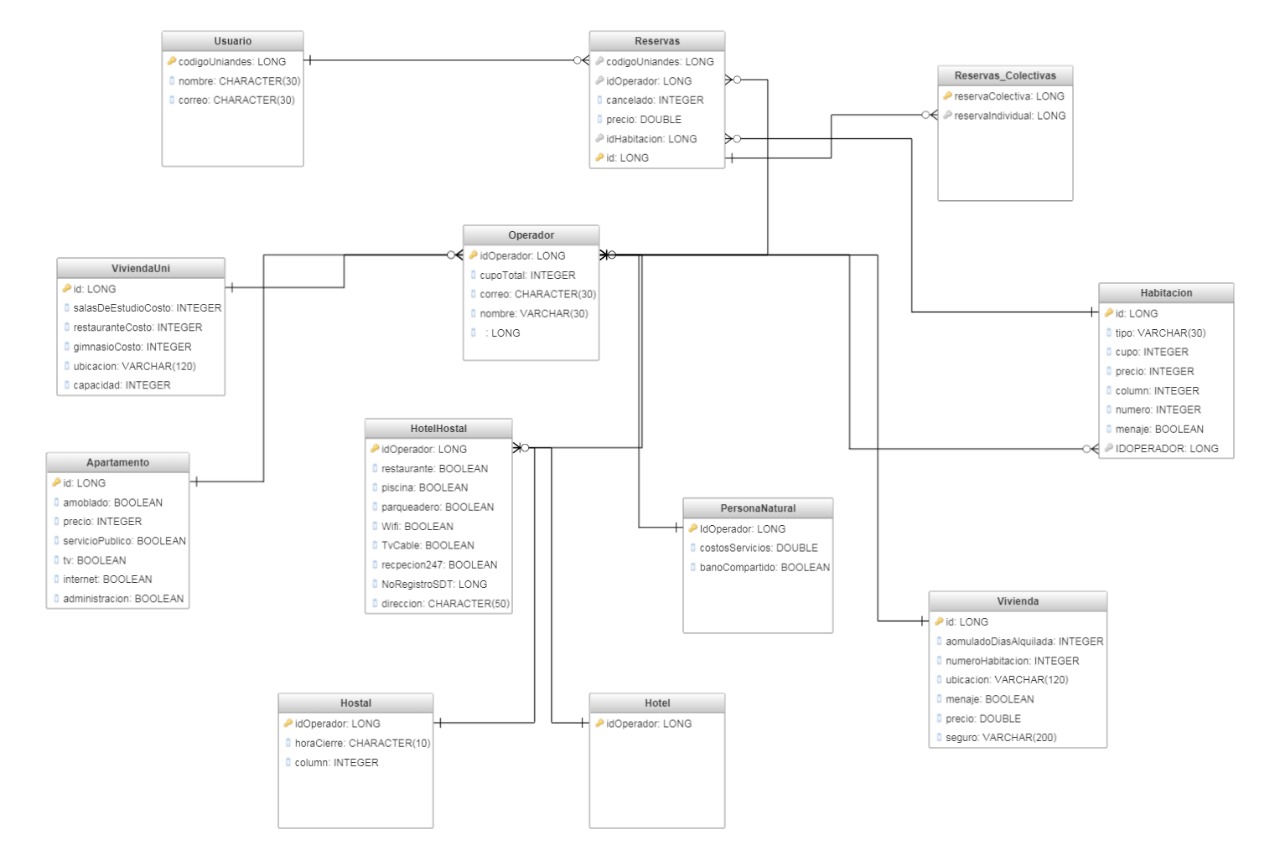 Usuario
codigoUniandes: LONG
nombre: CHARACTER(30)
correo: CHARACTER(30)
Reservas
codigoUniandes: LONG
idOperador: LONG
cancelado: INTEGER
precio: DOUBLE
idHabitacion: LONG
id: LONG
Reservas_Colectivas
reservaColectiva: LONG
reservaIndividual: LONG
Operador
idOperador: LONG
cupoTotal: INTEGER
correo: CHARACTER(30)
nombre: VARCHAR(30)
: LONG
ViviendaUni
id: LONG
salasDeEstudioCosto: INTEGER
restauranteCosto: INTEGER
gimnasioCosto: INTEGER
ubicacion: VARCHAR(120)
capacidad: INTEGER
Habitacion
id: LONG
tipo: VARCHAR(30)
cupo: INTEGER
precio: INTEGER
column: INTEGER
numero: INTEGER
menaje: BOOLEAN
IDOPERADOR: LONG
HotelHostal
idOperador: LONG
restaurante: BOOLEAN
piscina: BOOLEAN
parqueadero: BOOLEAN
Wifi: BOOLEAN
TvCable: BOOLEAN
recpecion247: BOOLEAN
NoRegistroSDT: LONG
direccion: CHARACTER(50)
Apartamento
id: LONG
amoblado: BOOLEAN
precio: INTEGER
servicioPublico: BOOLEAN
tv: BOOLEAN
internet: BOOLEAN
administracion: BOOLEAN
PersonaNatural
IdOperador: LONG
costosServicios: DOUBLE
banoCompartido: BOOLEAN
Vivienda
id: LONG
aomuladoDiasAlquilada: INTEGER
numeroHabitacion: INTEGER
ubicacion: VARCHAR(120)
menaje: BOOLEAN
precio: DOUBLE
seguro: VARCHAR(200)
Hostal
idOperador: LONG
horaCierre: CHARACTER(10)
column: INTEGER
Hotel
idOperador: LONG